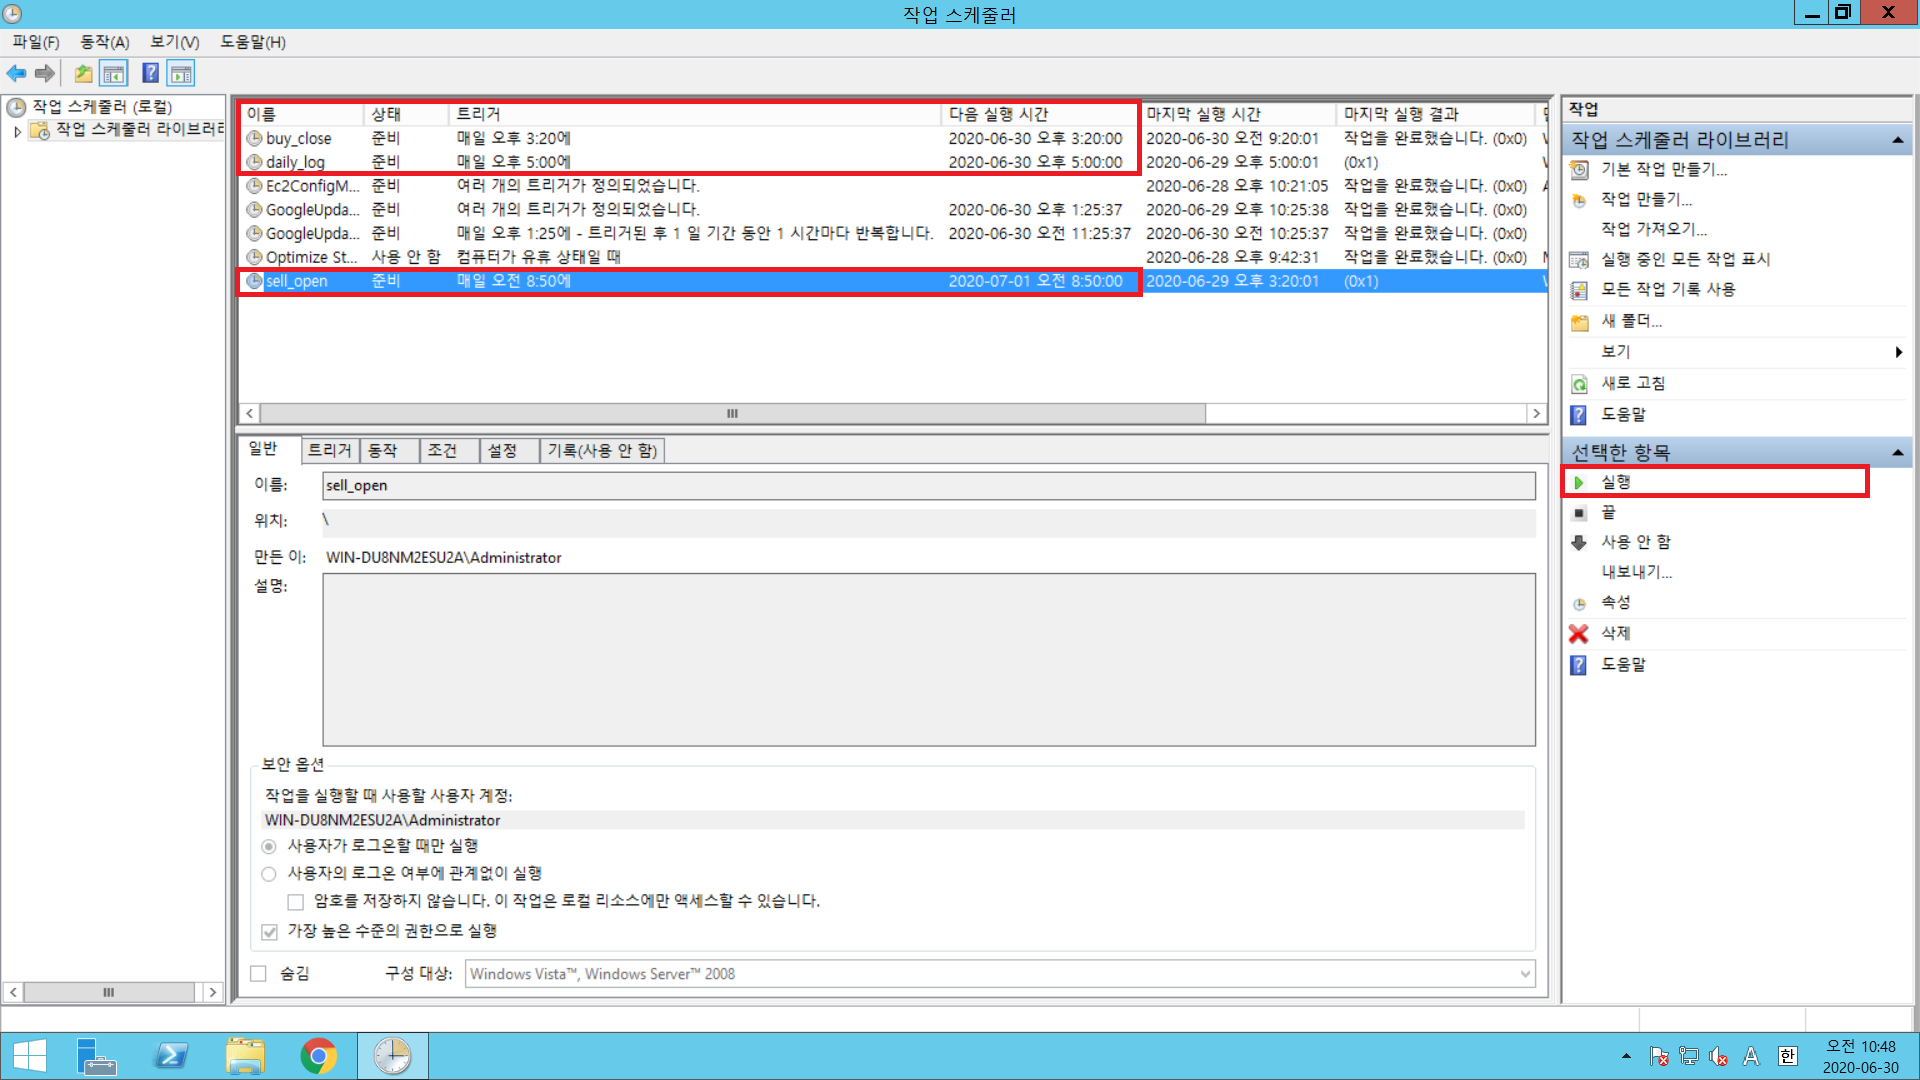 작업 스케줄러
파일(F) 동작(A) 보기(V) 도움말(H)
작업 스케줄러 (로컬)
작업 스케줄러 라이브러리
이름 상태 트리거 다음 실행 시간 마지막 실행 시간 마지막 실행 결과
buy_close 준비 매일 오후 3:20에 2020-06-30 오후 3:20:00 2020-06-30 오전 9:20:01 작업을 완료했습니다. (0x0)
daily_log 준비 매일 오후 5:00에 2020-06-30 오후 5:00:00 2020-06-29 오후 5:00:01 (0x1)
Ec2ConfigM... 준비 여러 개의 트리거가 정의되었습니다. 2020-06-28 오후 10:21:05 작업을 완료했습니다. (0x0)
GoogleUpda... 준비 여러 개의 트리거가 정의되었습니다. 2020-06-30 오후 1:25:37 2020-06-29 오후 10:25:38 작업을 완료했습니다. (0x0)
GoogleUpda... 준비 매일 오후 1:25에 - 트리거된 후 1 일 기간 동안 1 시간마다 반복합니다. 2020-06-30 오전 11:25:37 2020-06-30 오전 10:25:37 작업을 완료했습니다. (0x0)
Optimize St... 사용 안 함 컴퓨터가 유휴 상태일 때 2020-06-28 오후 9:42:31 작업을 완료했습니다. (0x0)
sell_open 준비 매일 오전 8:50에 2020-07-01 오전 8:50:00 2020-06-29 오후 3:20:01 (0x1)
일반 트리거 동작 조건 설정 기록(사용 안 함)
이름: sell_open
위치: \
만든 이: WIN-DU8NM2ESU2A\Administrator
설명:
보안 옵션
작업을 실행할 때 사용할 사용자 계정:
WIN-DU8NM2ESU2A\Administrator
사용자가 로그온할 때만 실행
사용자의 로그온 여부에 관계없이 실행
암호를 저장하지 않습니다. 이 작업은 로컬 리소스에만 액세스할 수 있습니다.
가장 높은 수준의 권한으로 실행
숨김 구성 대상: Windows Vista™, Windows Server™ 2008
작업
작업 스케줄러 라이브러리
기본 작업 만들기...
작업 만들기...
작업 가져오기...
실행 중인 모든 작업 표시
모든 작업 기록 사용
새 폴더...
보기
새로 고침
도움말
선택한 항목
실행
끝
사용 안 함
내보내기...
속성
삭제
도움말
A 한
오전 10:48
2020-06-30